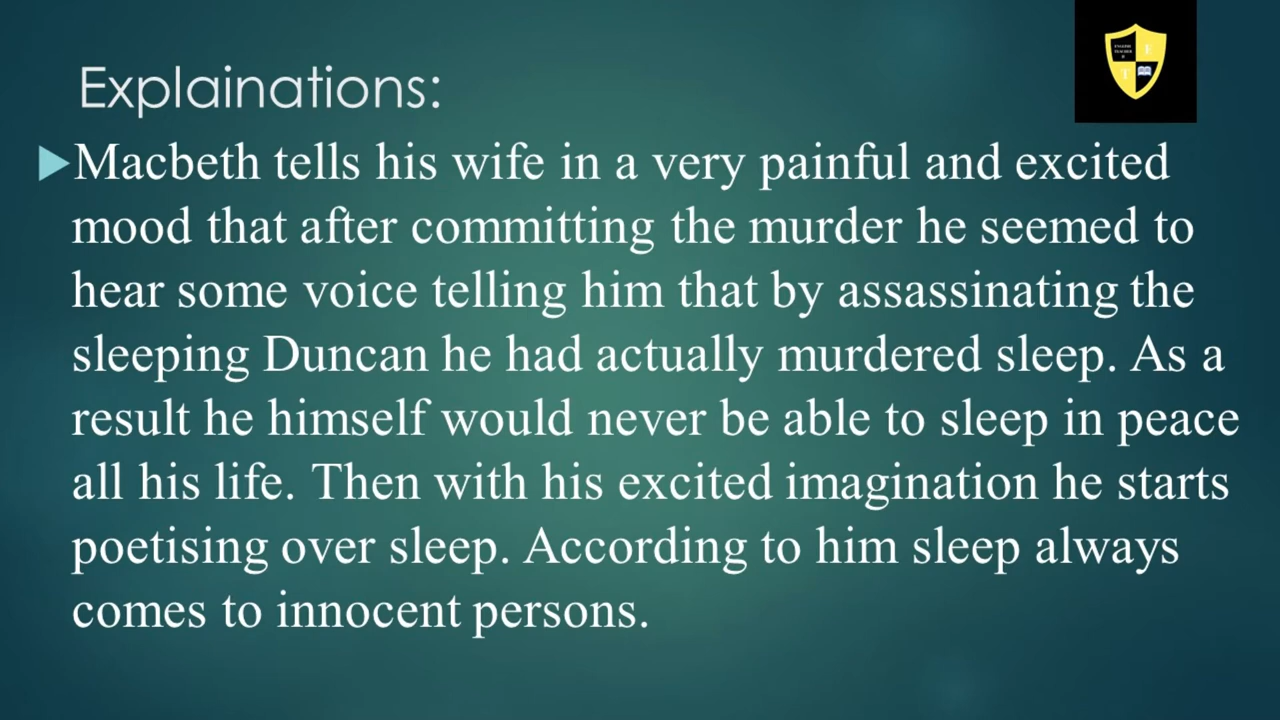 Explainations:
Macbeth tells his wife in a very painful and excited
mood that after committing the murder he seemed to
hear some voice telling him that by assassinating the
sleeping Duncan he had actually murdered sleep. As a
result he himself would never be able to sleep in peace
all his life. Then with his excited imagination he starts
poetising over sleep. According to him sleep always
comes to innocent persons.
E
T